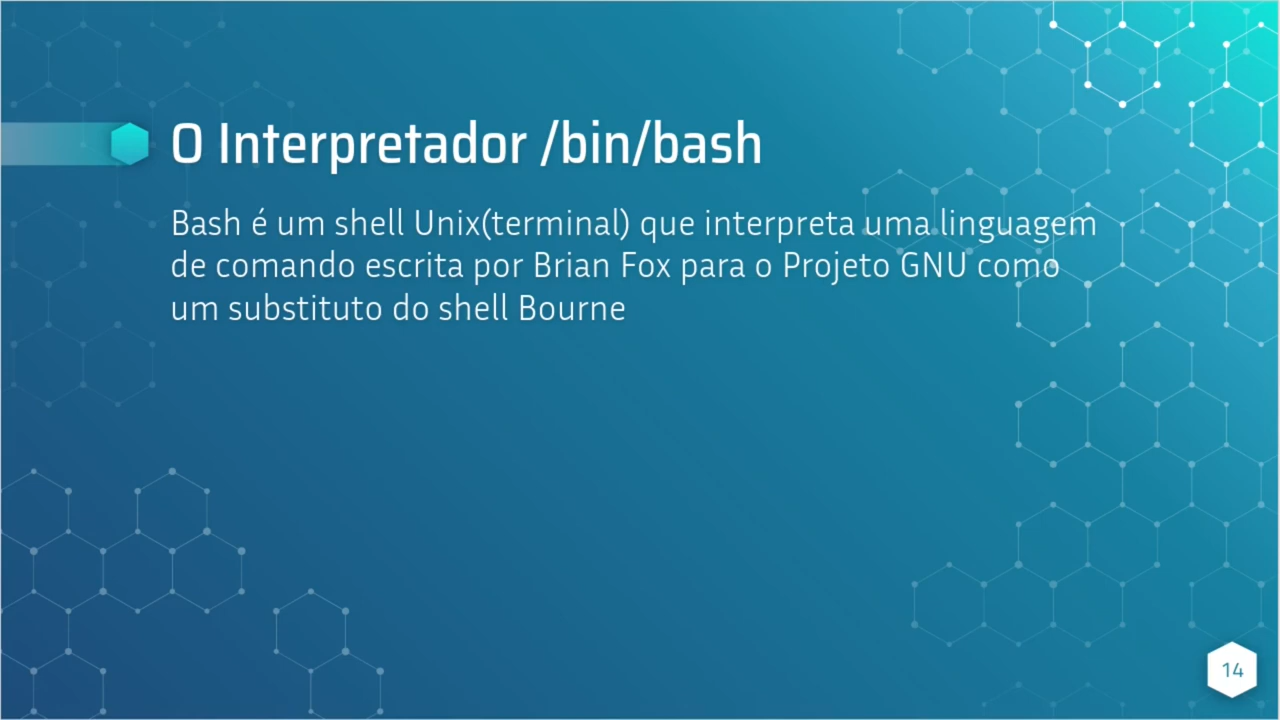 O Interpretador /bin/bash
Bash é um shell Unix(terminal) que interpreta uma linguagem
de comando escrita por Brian Fox para o Projeto GNU como
um substituto do shell Bourne
14